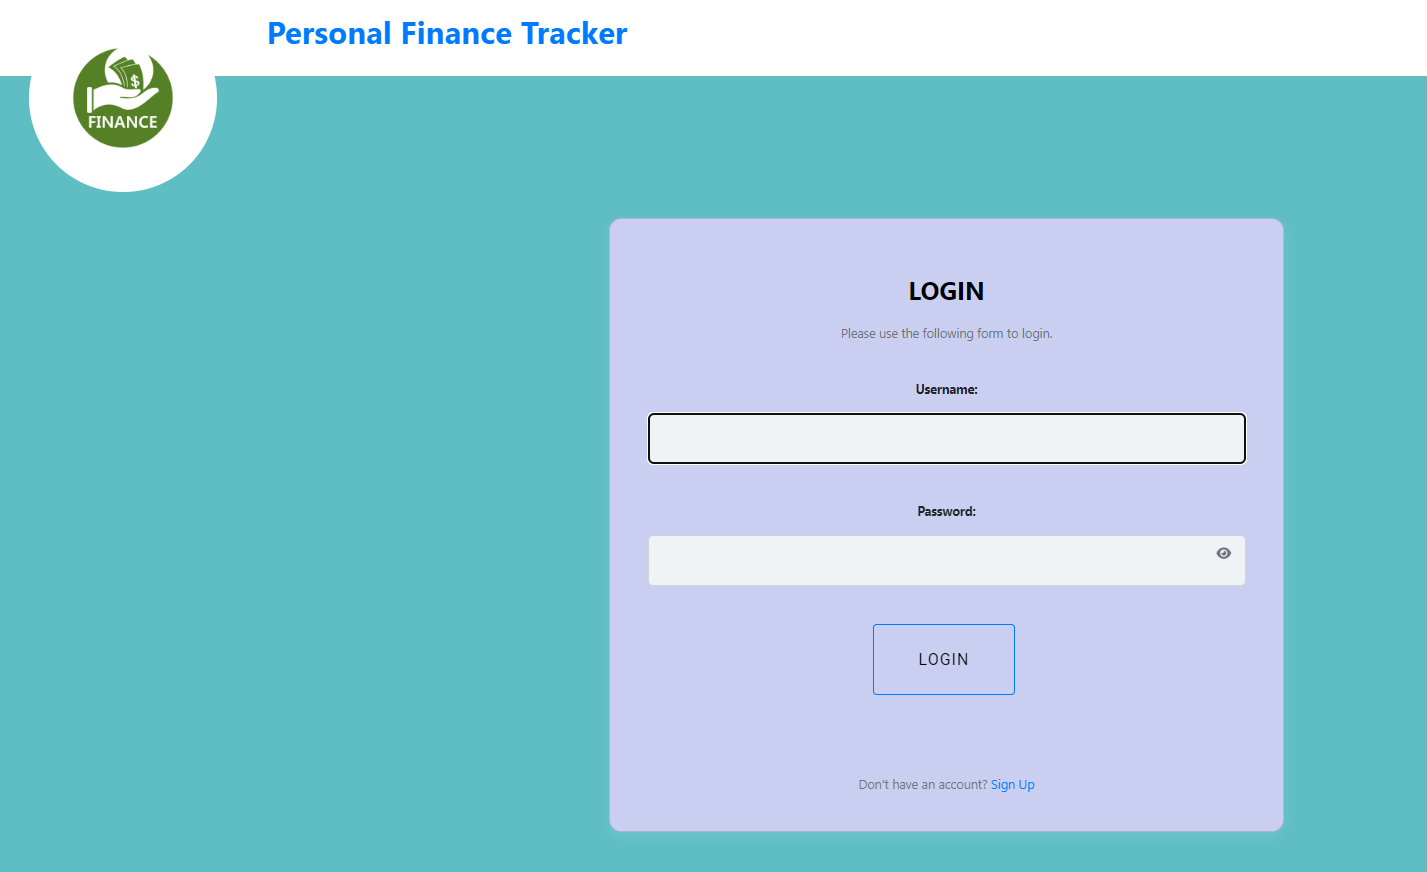 Personal Finance Tracker
$
FINANCE
LOGIN
Please use the following form to login.
Username:
Password:
LOGIN
Don't have an account? Sign Up